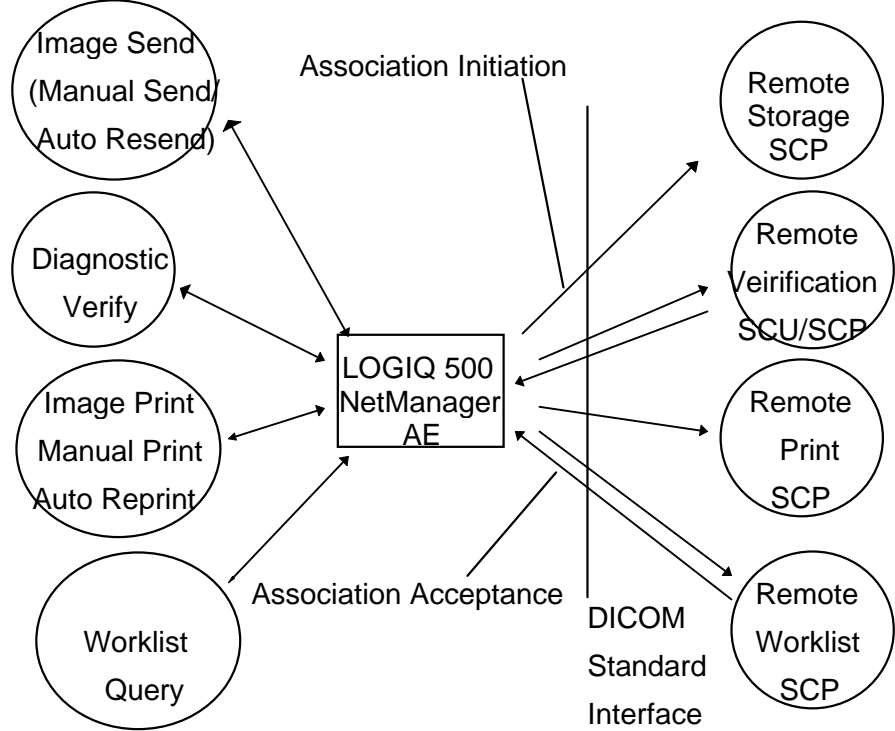 Image Send
(Manual Send/
Auto Resend)
Association Initiation
Remote
Storage
SCP
Diagnostic
Verify
Remote
Veirification
SCU/SCP
LOGIQ 500
NetManager
AE
Image Print
Manual Print
Auto Reprint
Remote
Print
SCP
Association Acceptance
Worklist
Query
DICOM
Standard
Interface
Remote
Worklist
SCP